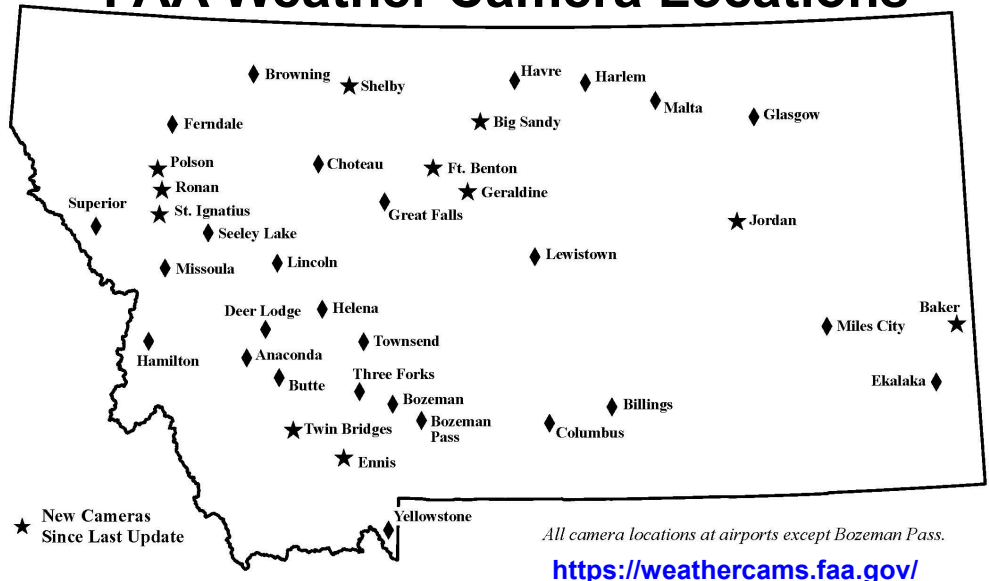 FAA Weather Camera Locations
Browning
Shelby
Havre
Harlem
Malta
Glasgow
Ferndale
Big Sandy
Polson
Choteau
Ft. Benton
Ronan
Geraldine
Superior
St. Ignatius
Great Falls
Jordan
Seeley Lake
Lewistown
Missoula
Lincoln
Deer Lodge
Helena
Baker
Miles City
Hamilton
Anaconda
Townsend
Butte
Three Forks
Ekalaka
Bozeman
Billings
Twin Bridges
Bozeman
Pass
Columbus
Ennis
New Cameras
Since Last Update
Yellowstone
All camera locations at airports except Bozeman Pass.
https://weathercams.faa.gov/